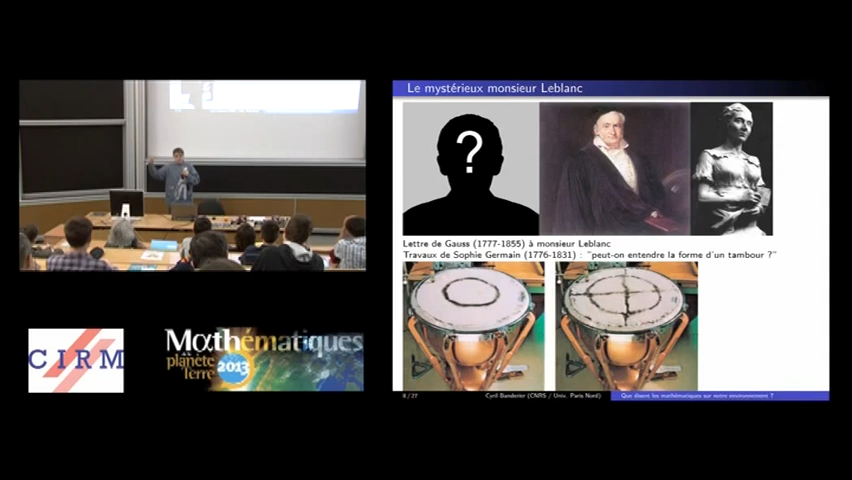 Le mystérieux monsieur Leblanc
?
Lettre de Gauss (1777-1855) à monsieur Leblanc
Travaux de Sophie Germain (1776-1831) : "peut-on entendre la forme d'un tambour ?"
CIRM
Mαthématiques
planète
Terre
2013
8 / 27
Cyril Banderier (CNRS / Univ. Paris Nord)
Que disent les mathématiques sur notre environnement ?